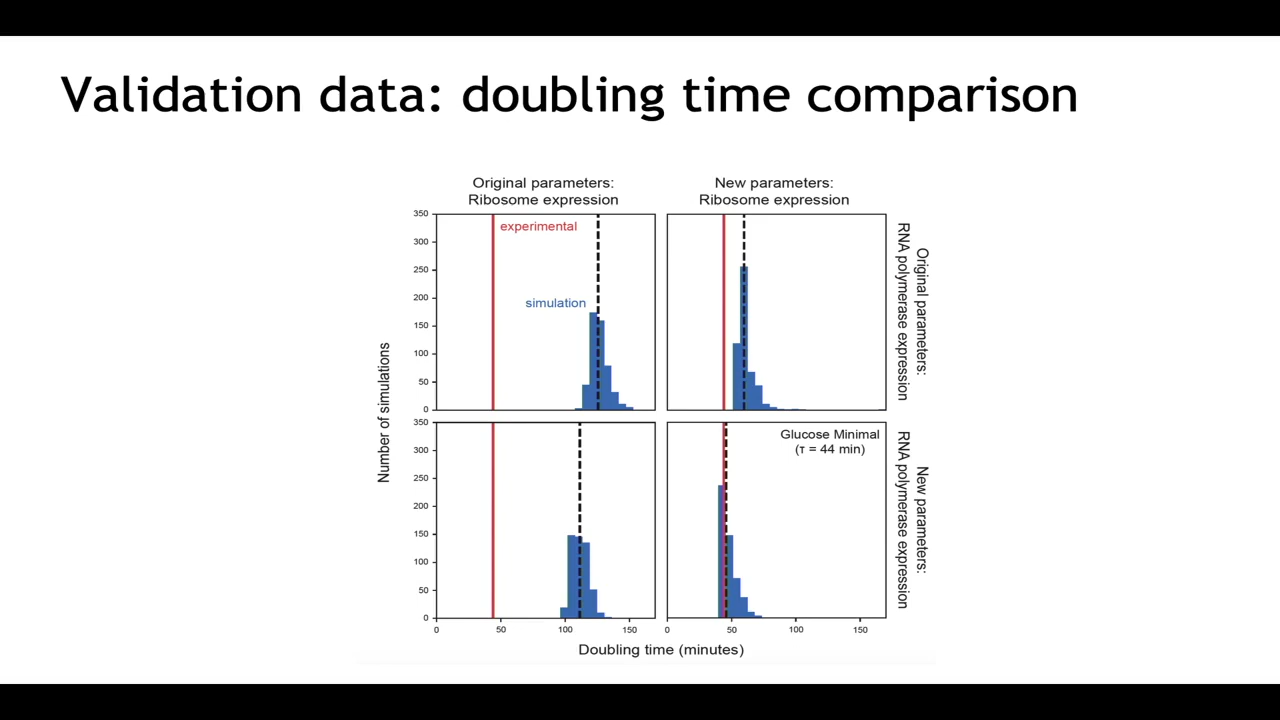 Validation data: doubling time comparison
Original parameters:
Ribosome expression
New parameters:
Ribosome expression
350
300
250
200
150
100
50
0
experimental
simulation
Original parameters:
RNA polymerase expression
Number of simulations
350
300
250
200
150
100
50
0
Glucose Minimal
(τ = 44 min)
New parameters:
RNA polymerase expression
0 50 100 150
0 50 100 150
Doubling time (minutes)